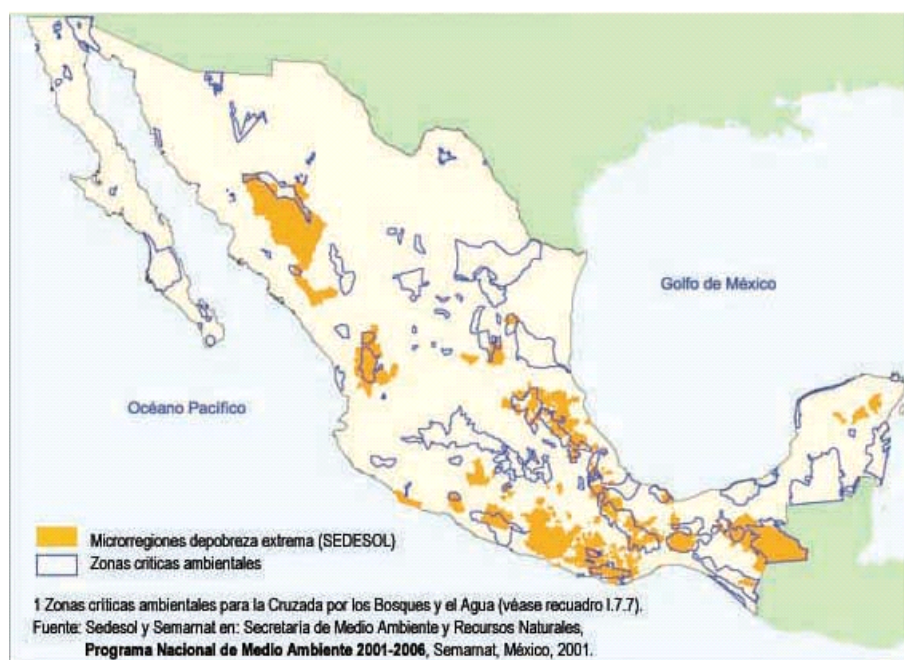 Golfo de México
Océano Pacífico
Microrregiones depobreza extrema (SEDESOL)
Zonas criticas ambientales
1 Zonas críticas ambientales para la Cruzada por los Bosques y el Agua (véase recuadro I.7.7).
Fuente: Sedesol y Semarnat en: Secretaría de Medio Ambiente y Recursos Naturales,
Programa Nacional de Medio Ambiente 2001-2006, Semarnat, México, 2001.